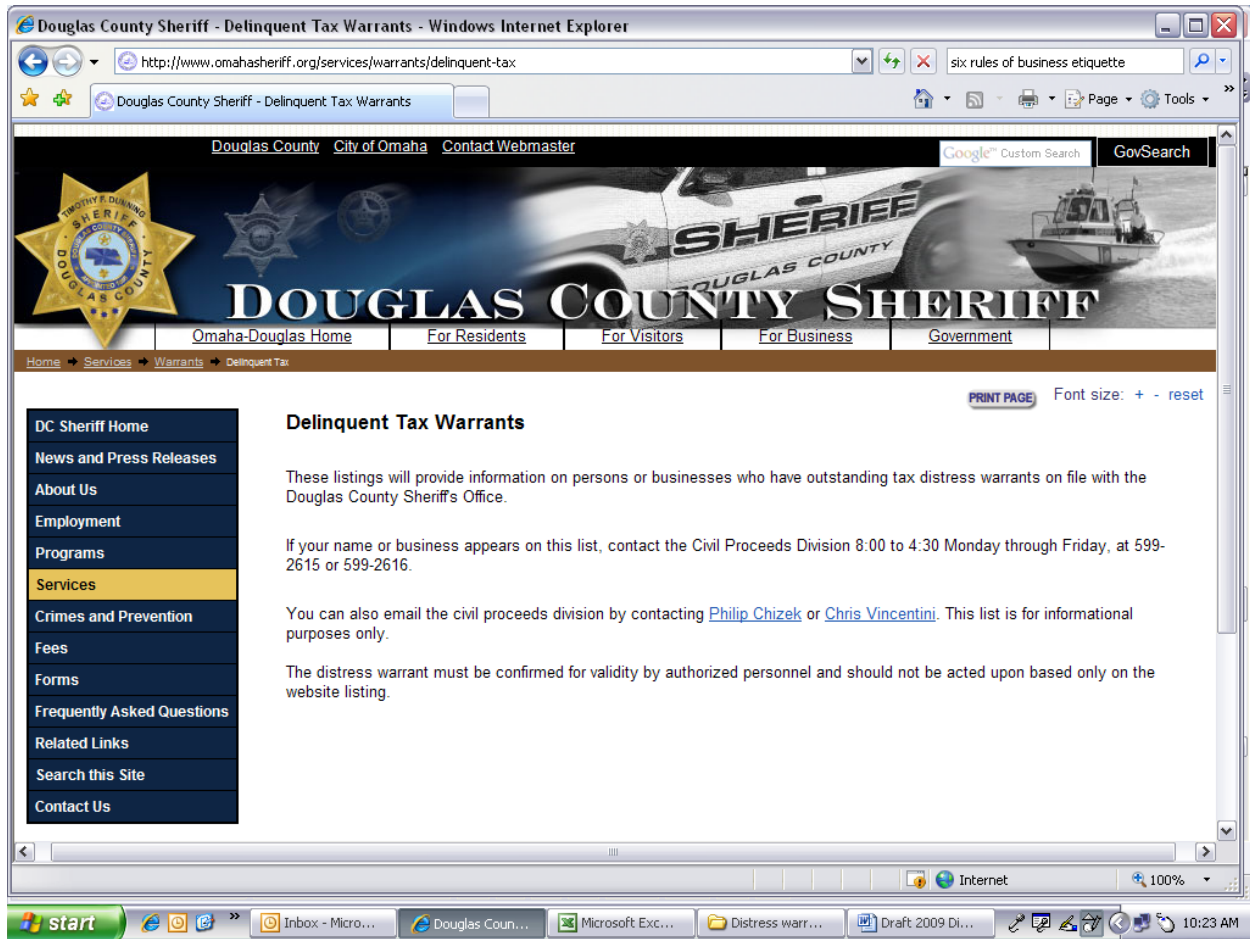 Douglas County Sheriff - Delinquent Tax Warrants - Windows Internet Explorer
http://www.omahasheriff.org/services/warrants/delinquent-tax
six rules of business etiquette
Douglas County Sheriff - Delinquent Tax Warrants
Page
Tools
Douglas County City of Omaha Contact Webmaster
Google™ Custom Search
GovSearch
TIMOTHY F. DUNNING
SHERIFF
DOUGLAS COUNTY
SHERIFF
DOUGLAS COUNTY
DOUGLAS COUNTY SHERIFF
Omaha-Douglas Home For Residents For Visitors For Business Government
Home Services Warrants Delinquent Tax
PRINT PAGE Font size: + - reset
DC Sheriff Home
News and Press Releases
About Us
Employment
Programs
Services
Crimes and Prevention
Fees
Forms
Frequently Asked Questions
Related Links
Search this Site
Contact Us
Delinquent Tax Warrants
These listings will provide information on persons or businesses who have outstanding tax distress warrants on file with the
Douglas County Sheriff's Office.
If your name or business appears on this list, contact the Civil Proceeds Division 8:00 to 4:30 Monday through Friday, at 599-
2615 or 599-2616.
You can also email the civil proceeds division by contacting Philip Chizek or Chris Vincentini. This list is for informational
purposes only.
The distress warrant must be confirmed for validity by authorized personnel and should not be acted upon based only on the
website listing.
Internet
100%
start
Inbox - Micro...
Douglas Coun...
Microsoft Exc...
Distress warr...
Draft 2009 Di...
10:23 AM